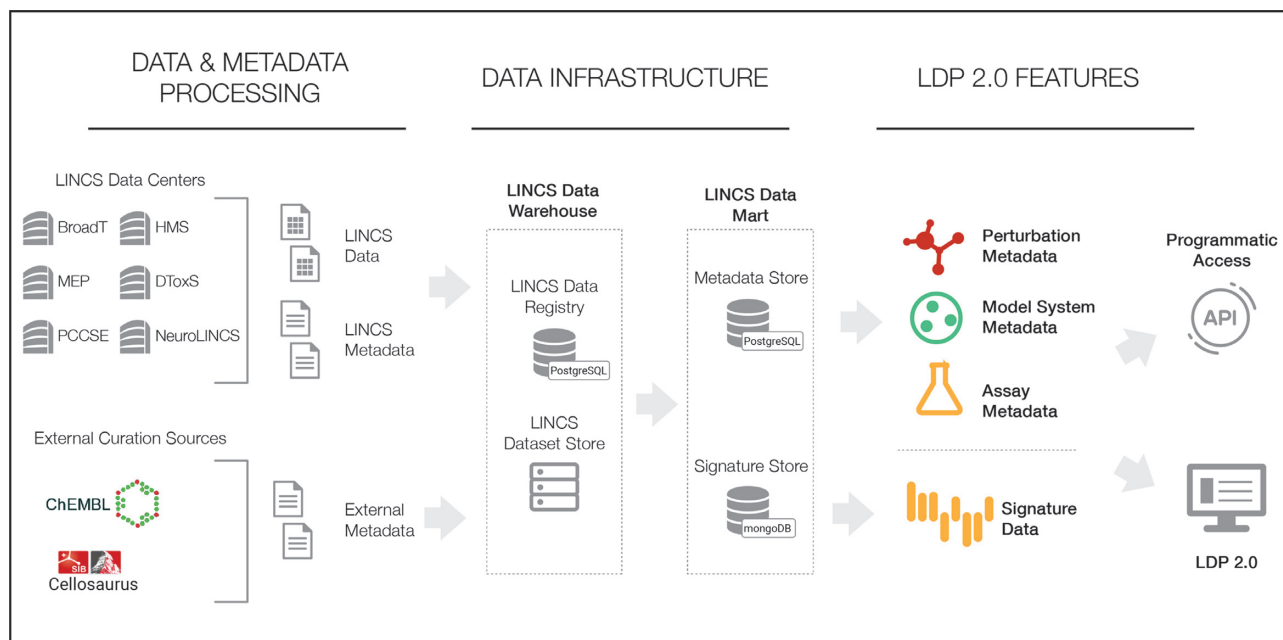 DATA & METADATA
PROCESSING
DATA INFRASTRUCTURE
LDP 2.0 FEATURES
LINCS Data Centers
BroadT
HMS
MEP
DToxS
PCCSE
NeuroLINCS
LINCS
Data
LINCS
Metadata
External Curation Sources
ChEMBL
SIB
Cellosaurus
External
Metadata
LINCS Data
Warehouse
LINCS Data
Registry
PostgreSQL
LINCS
Dataset Store
LINCS Data
Mart
Metadata Store
PostgreSQL
Signature Store
mongoDB
Perturbation
Metadata
Model System
Metadata
Assay
Metadata
Signature
Data
Programmatic
Access
API
LDP 2.0